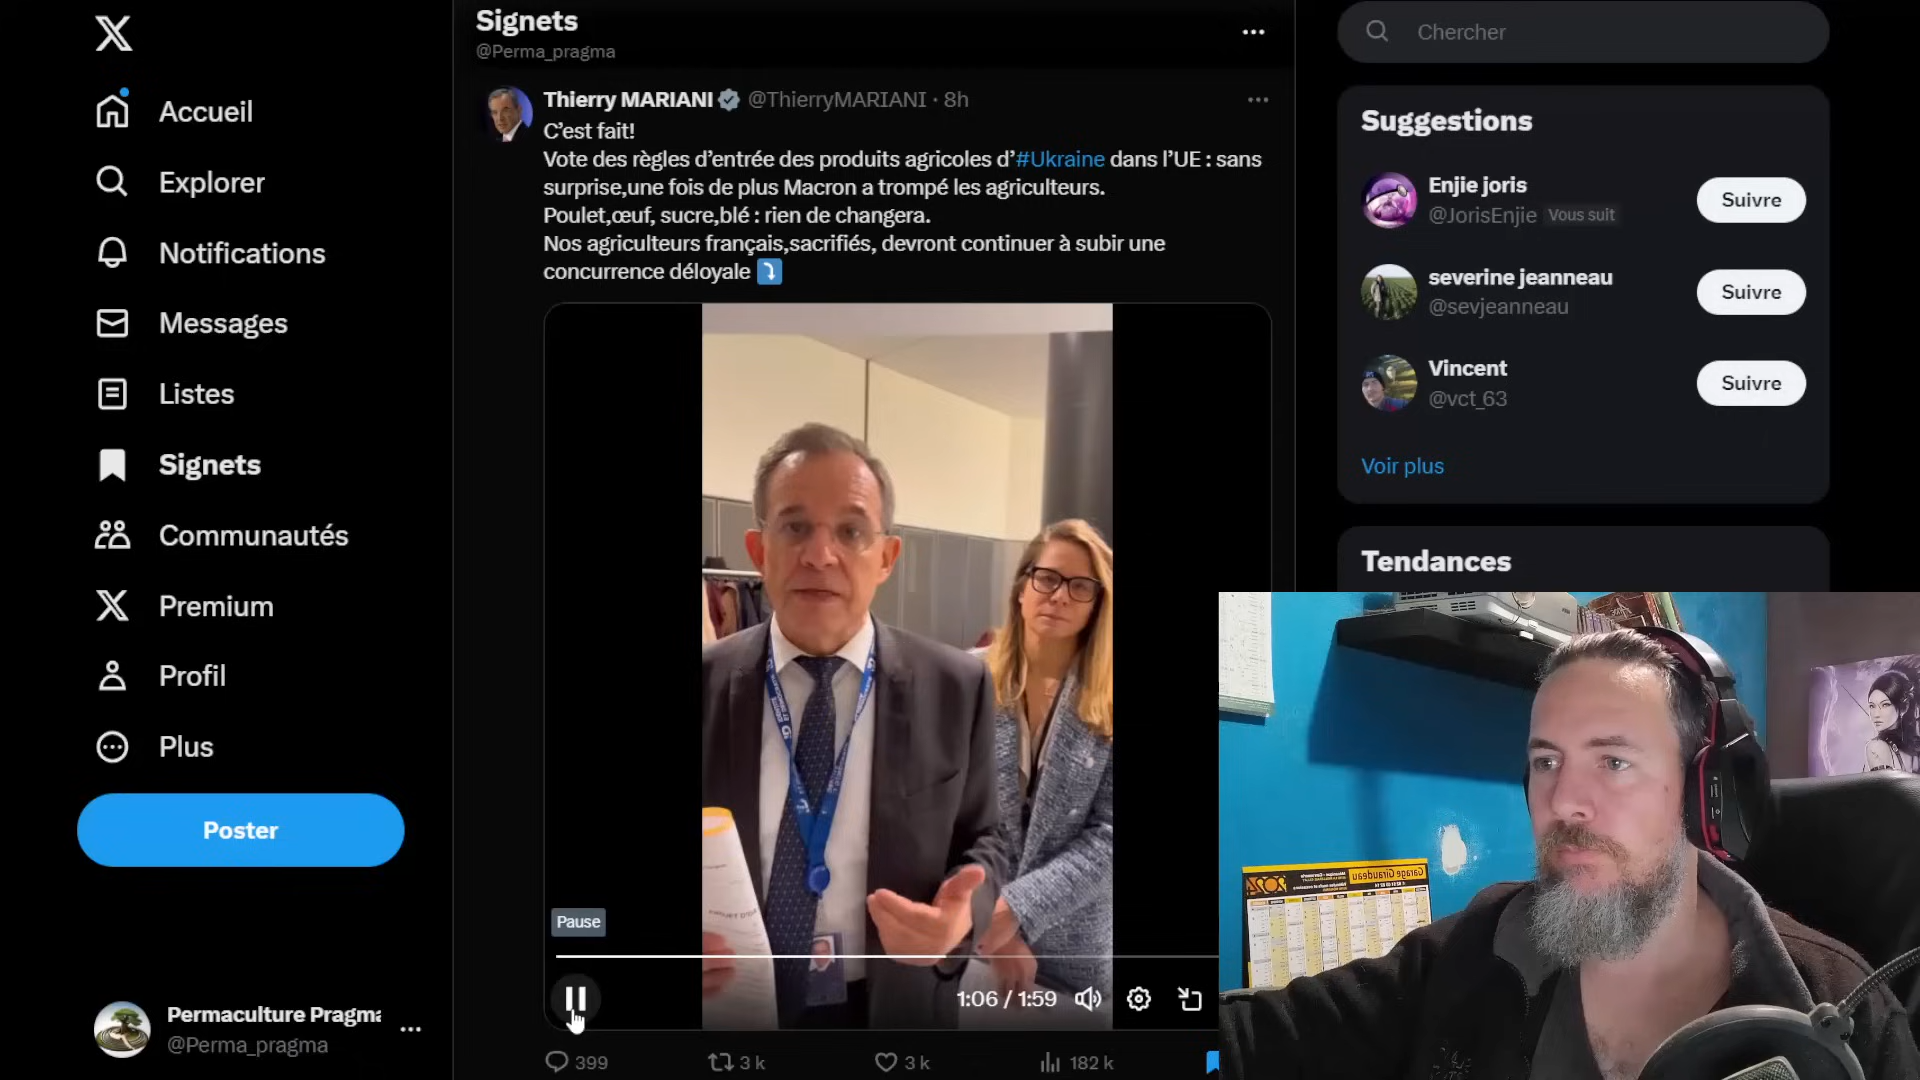 Accueil
Explorer
Notifications
Messages
Listes
Signets
Communautés
Premium
Profil
Plus
Poster
Permaculture Pragma
@Perma_pragma
Signets
@Perma_pragma
Thierry MARIANI @ThierryMARIANI · 8h
C'est fait!
Vote des règles d'entrée des produits agricoles d'#Ukraine dans l'UE : sans
surprise,une fois de plus Macron a trompé les agriculteurs.
Poulet,œuf, sucre,blé : rien de changera.
Nos agriculteurs français,sacrifiés, devront continuer à subir une
concurrence déloyale
Pause
1:06 / 1:59
399
3 k
3 k
182 k
Chercher
Suggestions
Enjie joris
@JorisEnjie Vous suit
Suivre
severine jeanneau
@sevjeanneau
Suivre
Vincent
@vct_63
Suivre
Voir plus
Tendances
Garage Giraudeau